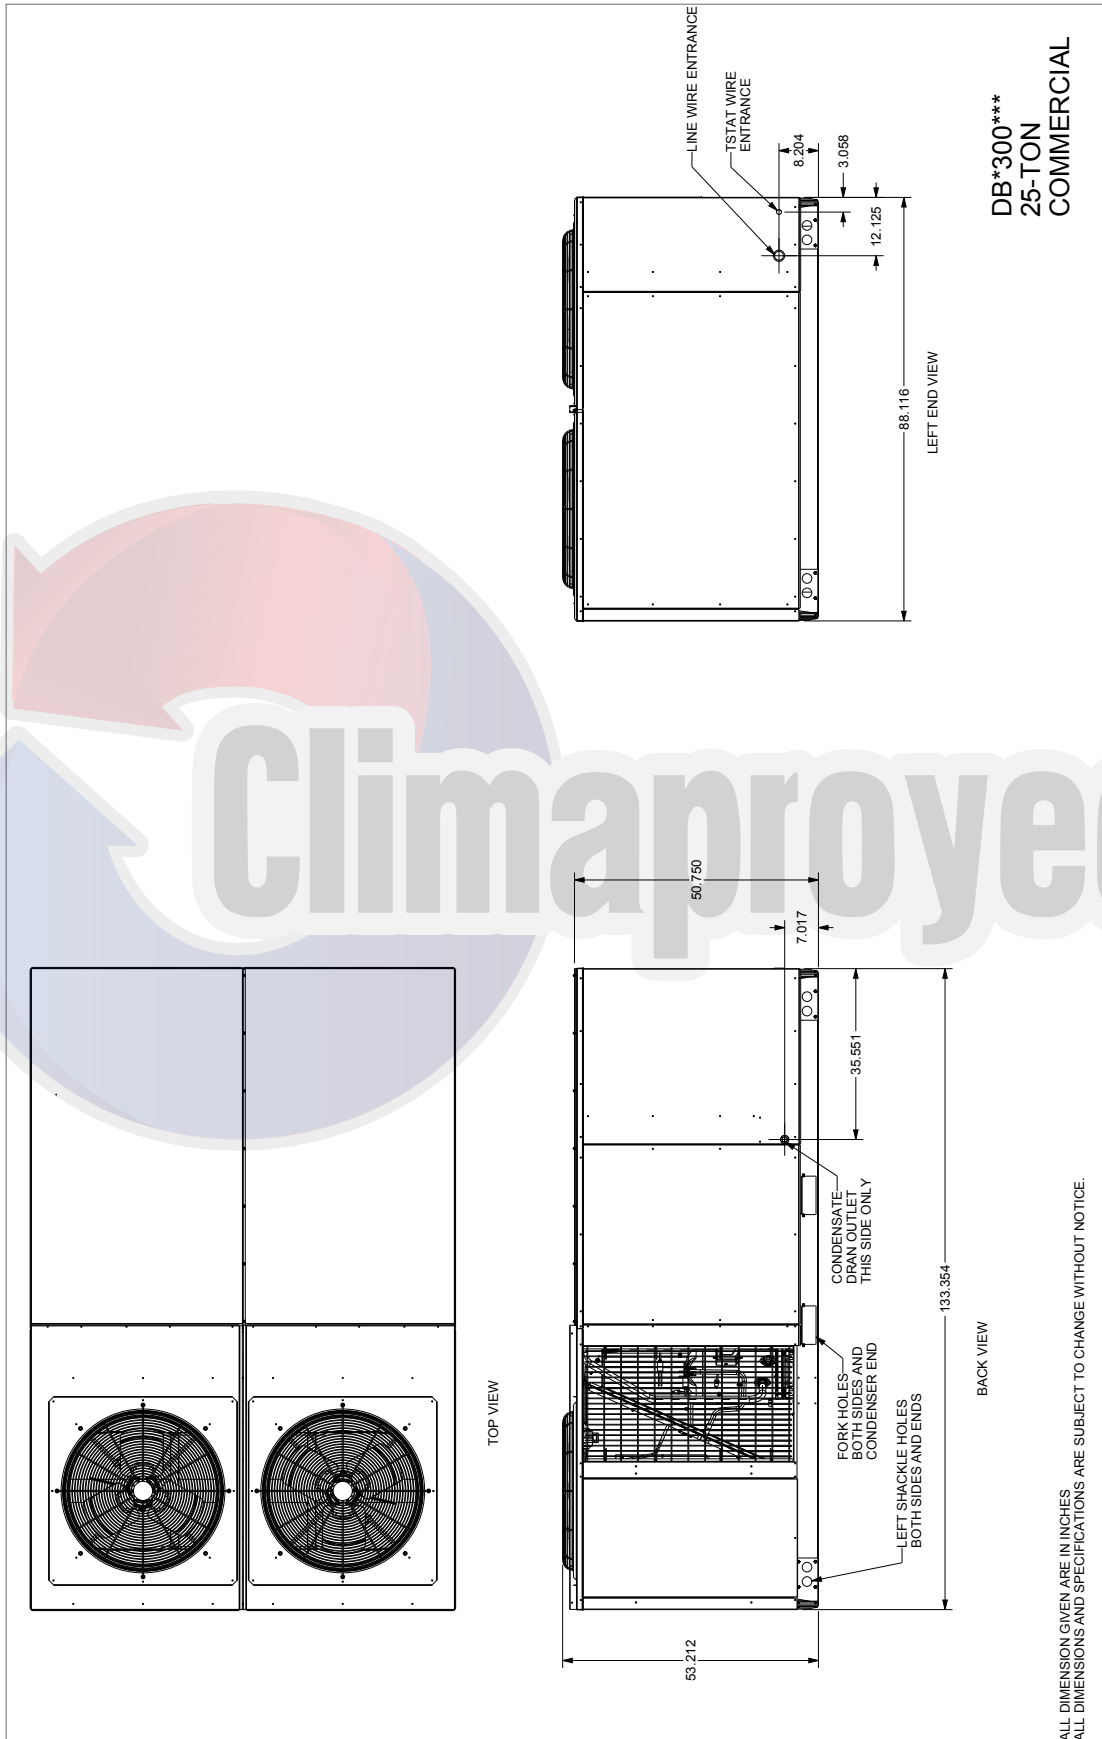 TOP VIEW
53.212
50.750
7.017
35.551
CONDENSATE
DRAN OUTLET
THIS SIDE ONLY
FORK HOLES
BOTH SIDES AND
CONDENSER END
LEFT SHACKLE HOLES
BOTH SIDES AND ENDS
133.354
BACK VIEW
LINE WIRE ENTRANCE
TSTAT WIRE
ENTRANCE
8.204
3.058
12.125
88.116
LEFT END VIEW
DB*300***
25-TON
COMMERCIAL
ALL DIMENSION GIVEN ARE IN INCHES
ALL DIMENSIONS AND SPECIFICATIONS ARE SUBJECT TO CHANGE WITHOUT NOTICE.
Climaproyec